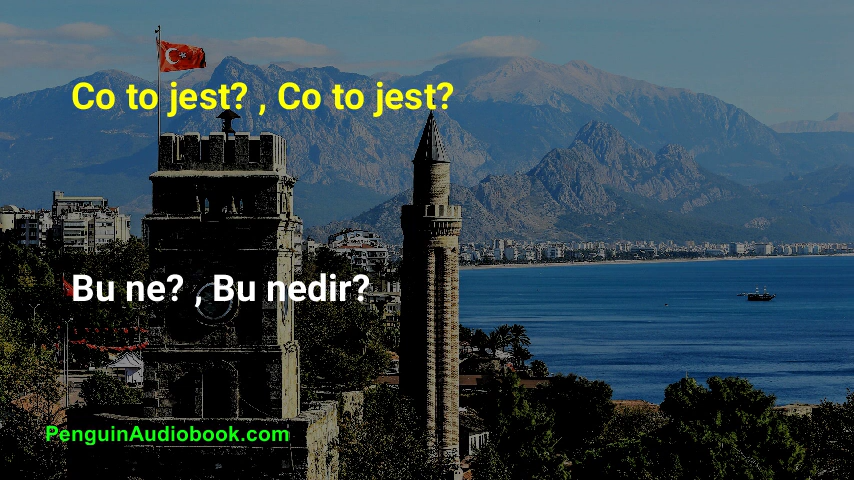 Co to jest? , Co to jest?
Bu ne? , Bu nedir?
PenguinAudiobook.com